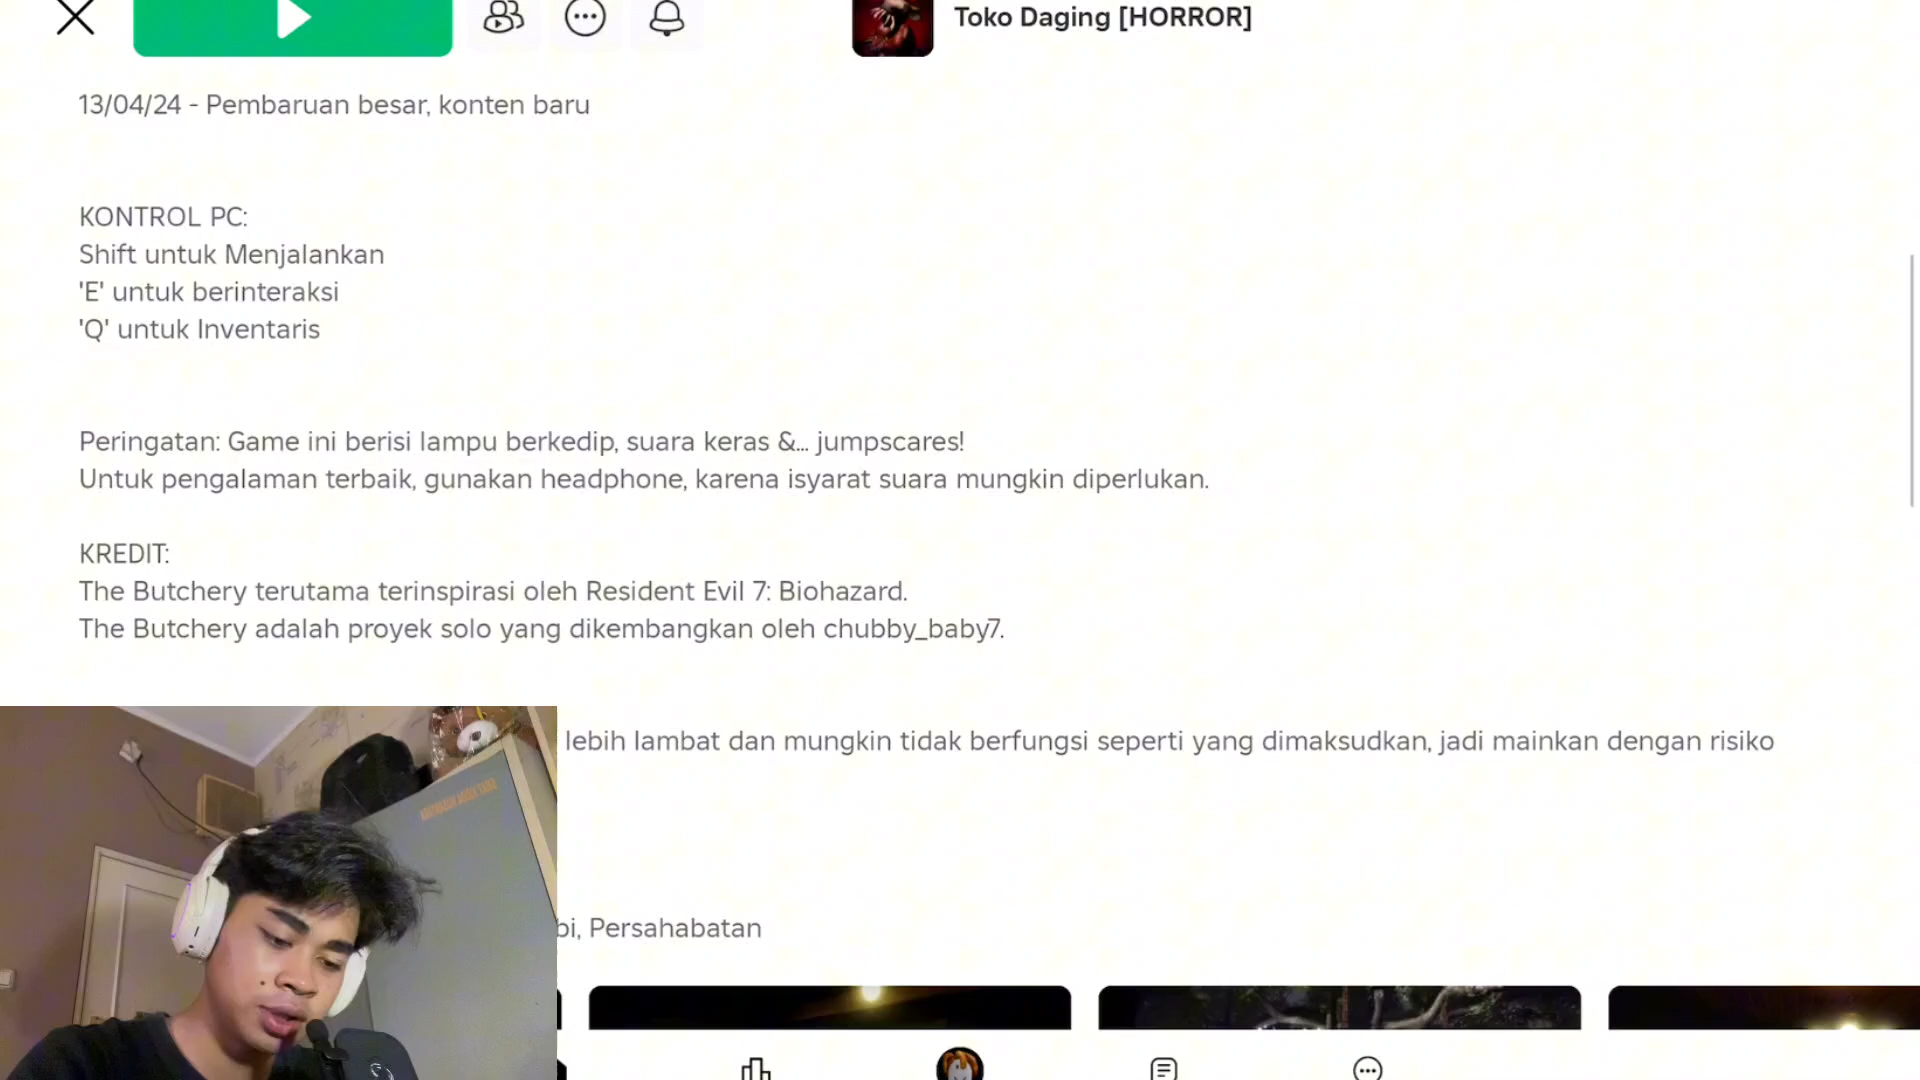 Toko Daging [HORROR]
13/04/24 - Pembaruan besar, konten baru
KONTROL PC:
Shift untuk Menjalankan
'E' untuk berinteraksi
'Q' untuk Inventaris
Peringatan: Game ini berisi lampu berkedip, suara keras &... jumpscares!
Untuk pengalaman terbaik, gunakan headphone, karena isyarat suara mungkin diperlukan.
KREDIT:
The Butchery terutama terinspirasi oleh Resident Evil 7: Biohazard.
The Butchery adalah proyek solo yang dikembangkan oleh chubby_baby7.
lebih lambat dan mungkin tidak berfungsi seperti yang dimaksudkan, jadi mainkan dengan risiko
bi, Persahabatan